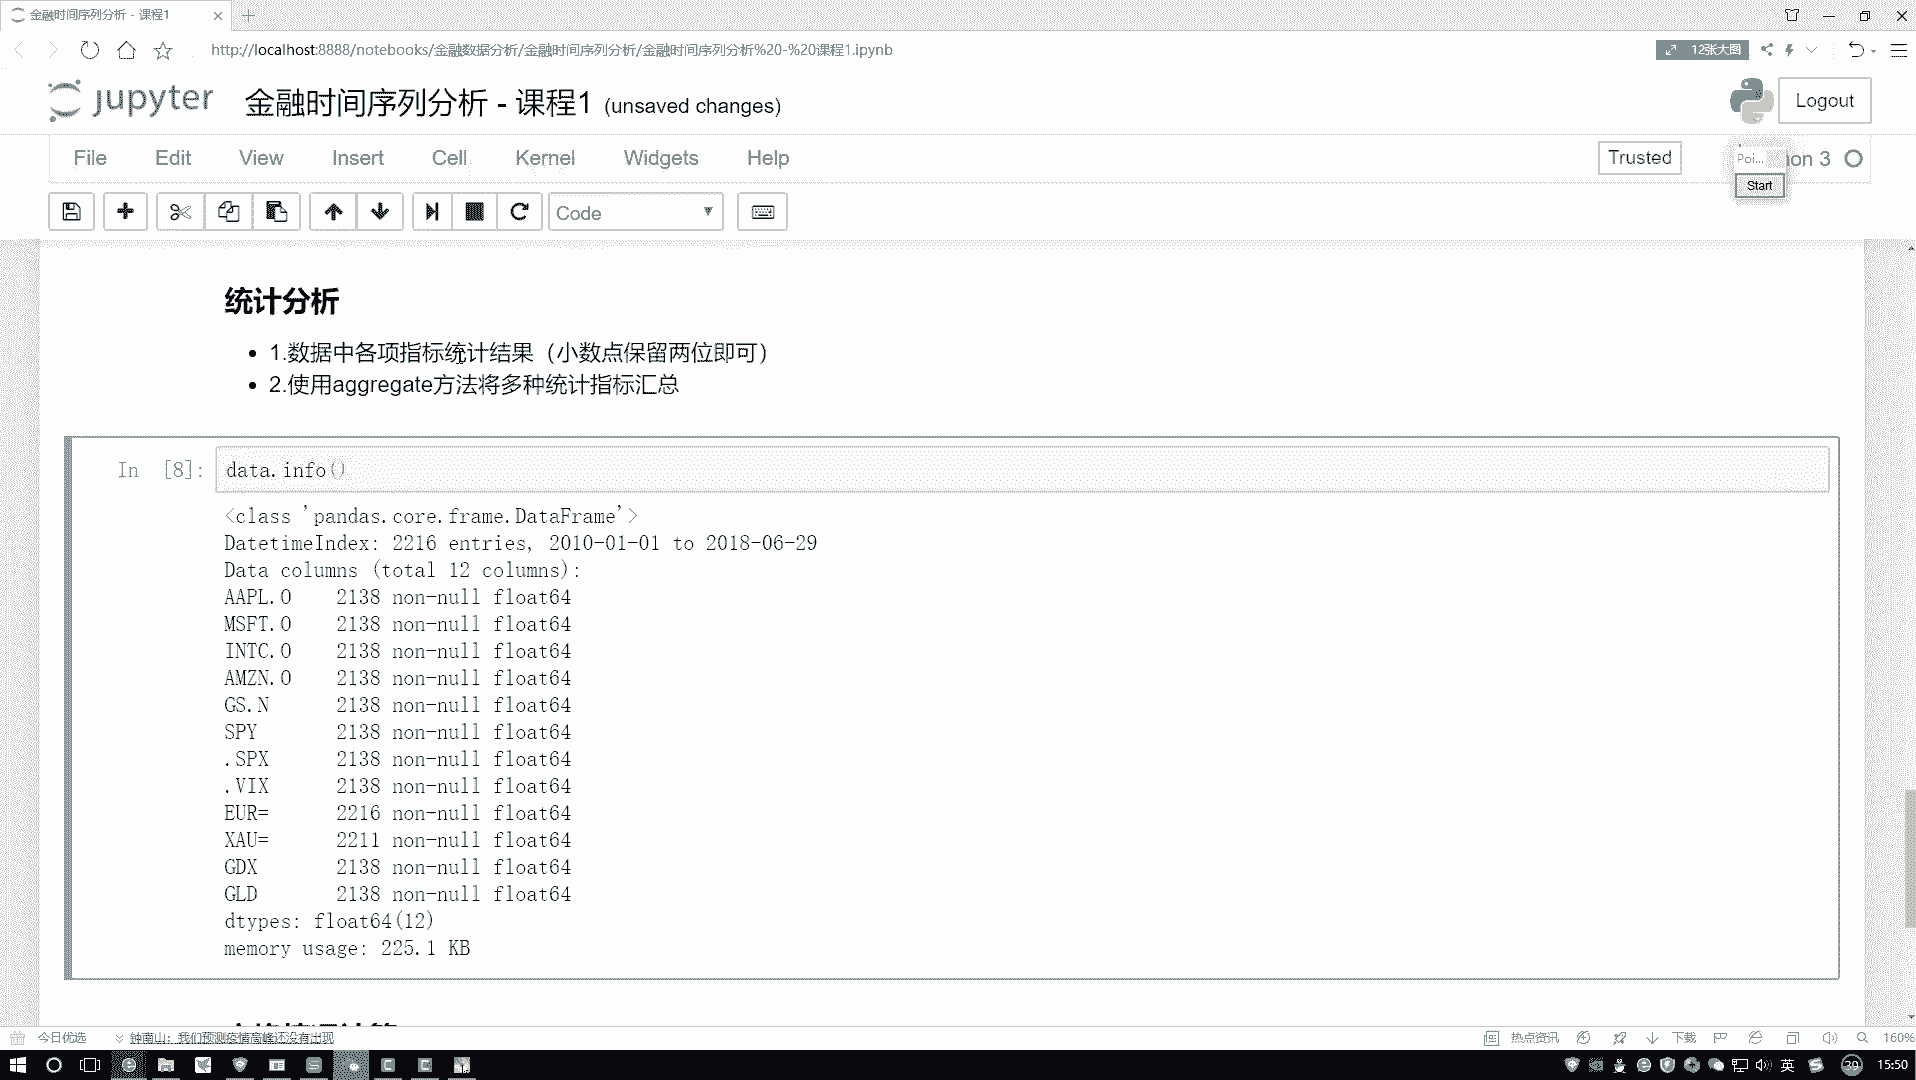 金融时间序列分析 - 课程1
http://localhost:8888/notebooks/金融数据分析/金融时间序列分析/金融时间序列分析%20-%20课程1.ipynb
12张大图
jupyter 金融时间序列分析 - 课程1 (unsaved changes)
Logout
File Edit View Insert Cell Kernel Widgets Help
Trusted
Poi... on 3
Start
Code
统计分析
1.数据中各项指标统计结果（小数点保留两位即可）
2.使用aggregate方法将多种统计指标汇总
In [8]: data.info()
<class 'pandas.core.frame.DataFrame'>
DatetimeIndex: 2216 entries, 2010-01-01 to 2018-06-29
Data columns (total 12 columns):
AAPL.O 2138 non-null float64
MSFT.O 2138 non-null float64
INTC.O 2138 non-null float64
AMZN.O 2138 non-null float64
GS.N 2138 non-null float64
SPY 2138 non-null float64
.SPX 2138 non-null float64
.VIX 2138 non-null float64
EUR= 2216 non-null float64
XAU= 2211 non-null float64
GDX 2138 non-null float64
GLD 2138 non-null float64
dtypes: float64(12)
memory usage: 225.1 KB
今日优选 钟南山：我们预测疫情高峰还没有出现
热点资讯 下载 160%
英 39 15:50